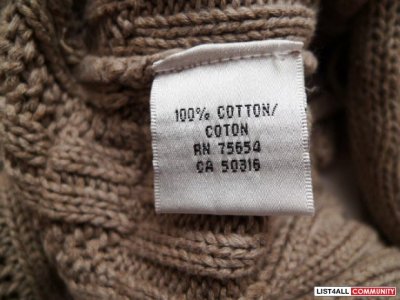 100% COTTON/
COTON
RN 75654
CA 50316
LIST4ALL COMMUNITY